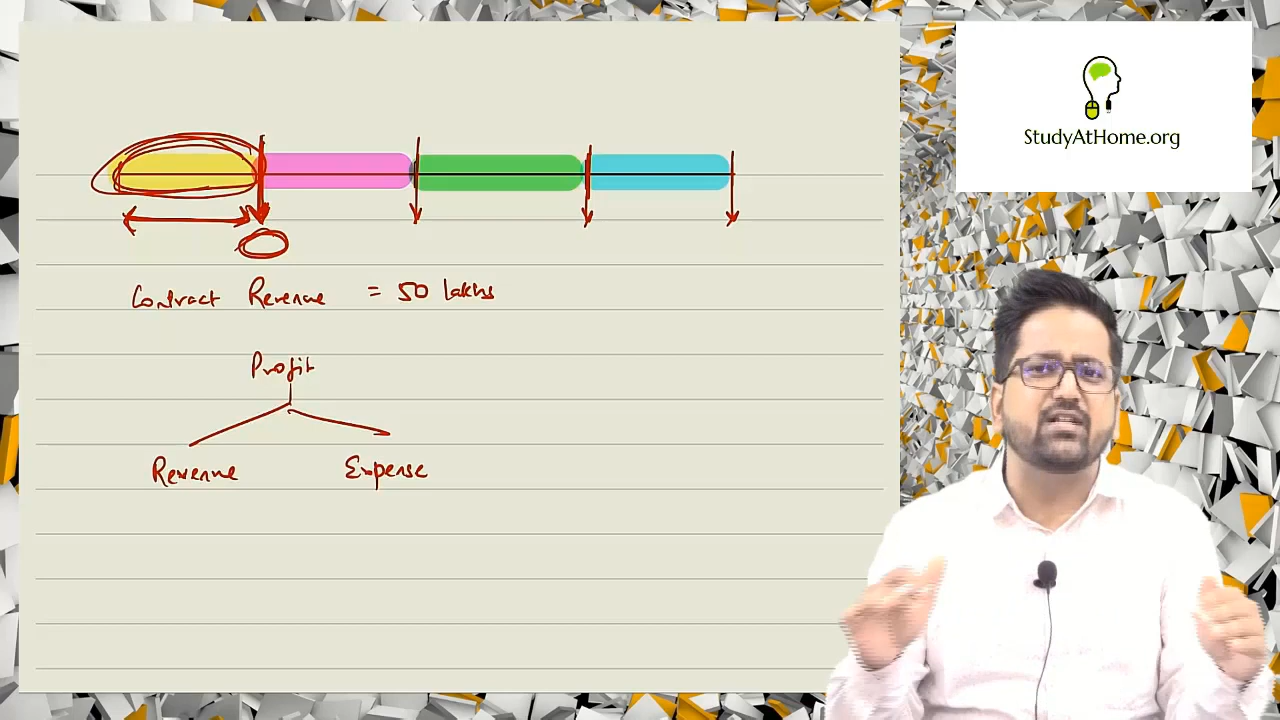 StudyAtHome.org
Contract Revenue = 50 Lakhs
Profit
Revenue Expense